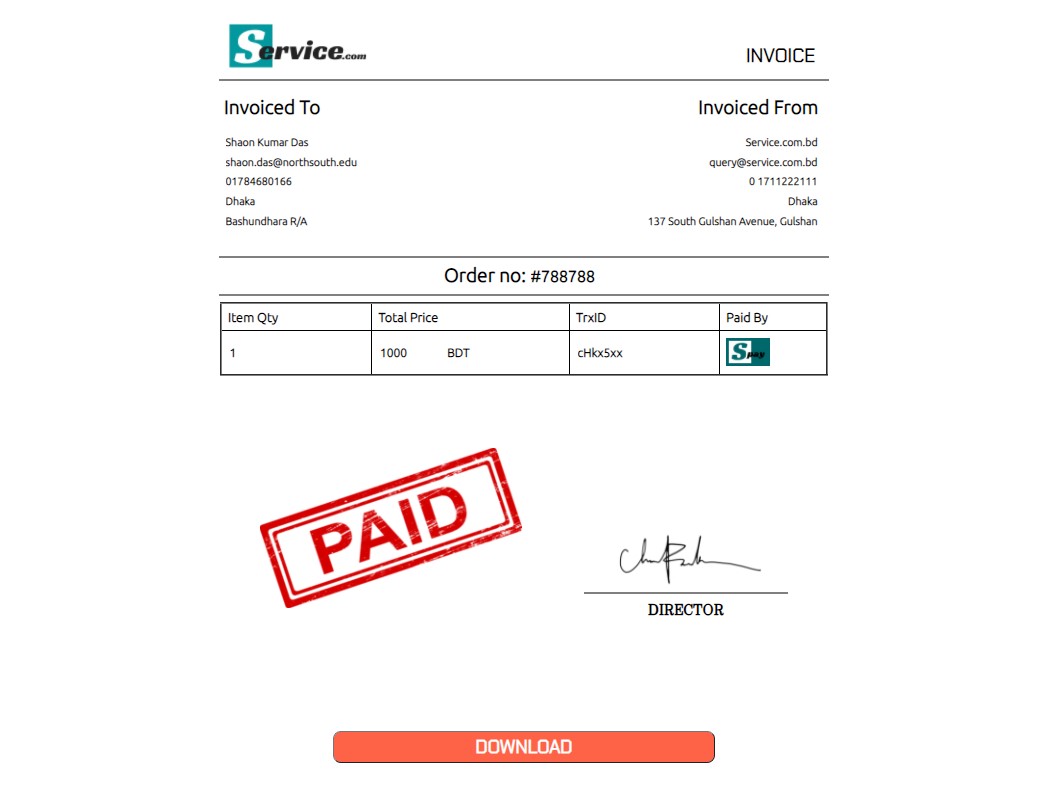 Service.com
INVOICE
Invoiced To
Invoiced From
Shaon Kumar Das
Service.com.bd
shaon.das@northsouth.edu
query@service.com.bd
01784680166
0 1711222111
Dhaka
Dhaka
Bashundhara R/A
137 South Gulshan Avenue, Gulshan
Order no: #788788
Item Qty Total Price TrxID Paid By
1 1000 BDT cHkx5xx Spay
PAID
DIRECTOR
DOWNLOAD